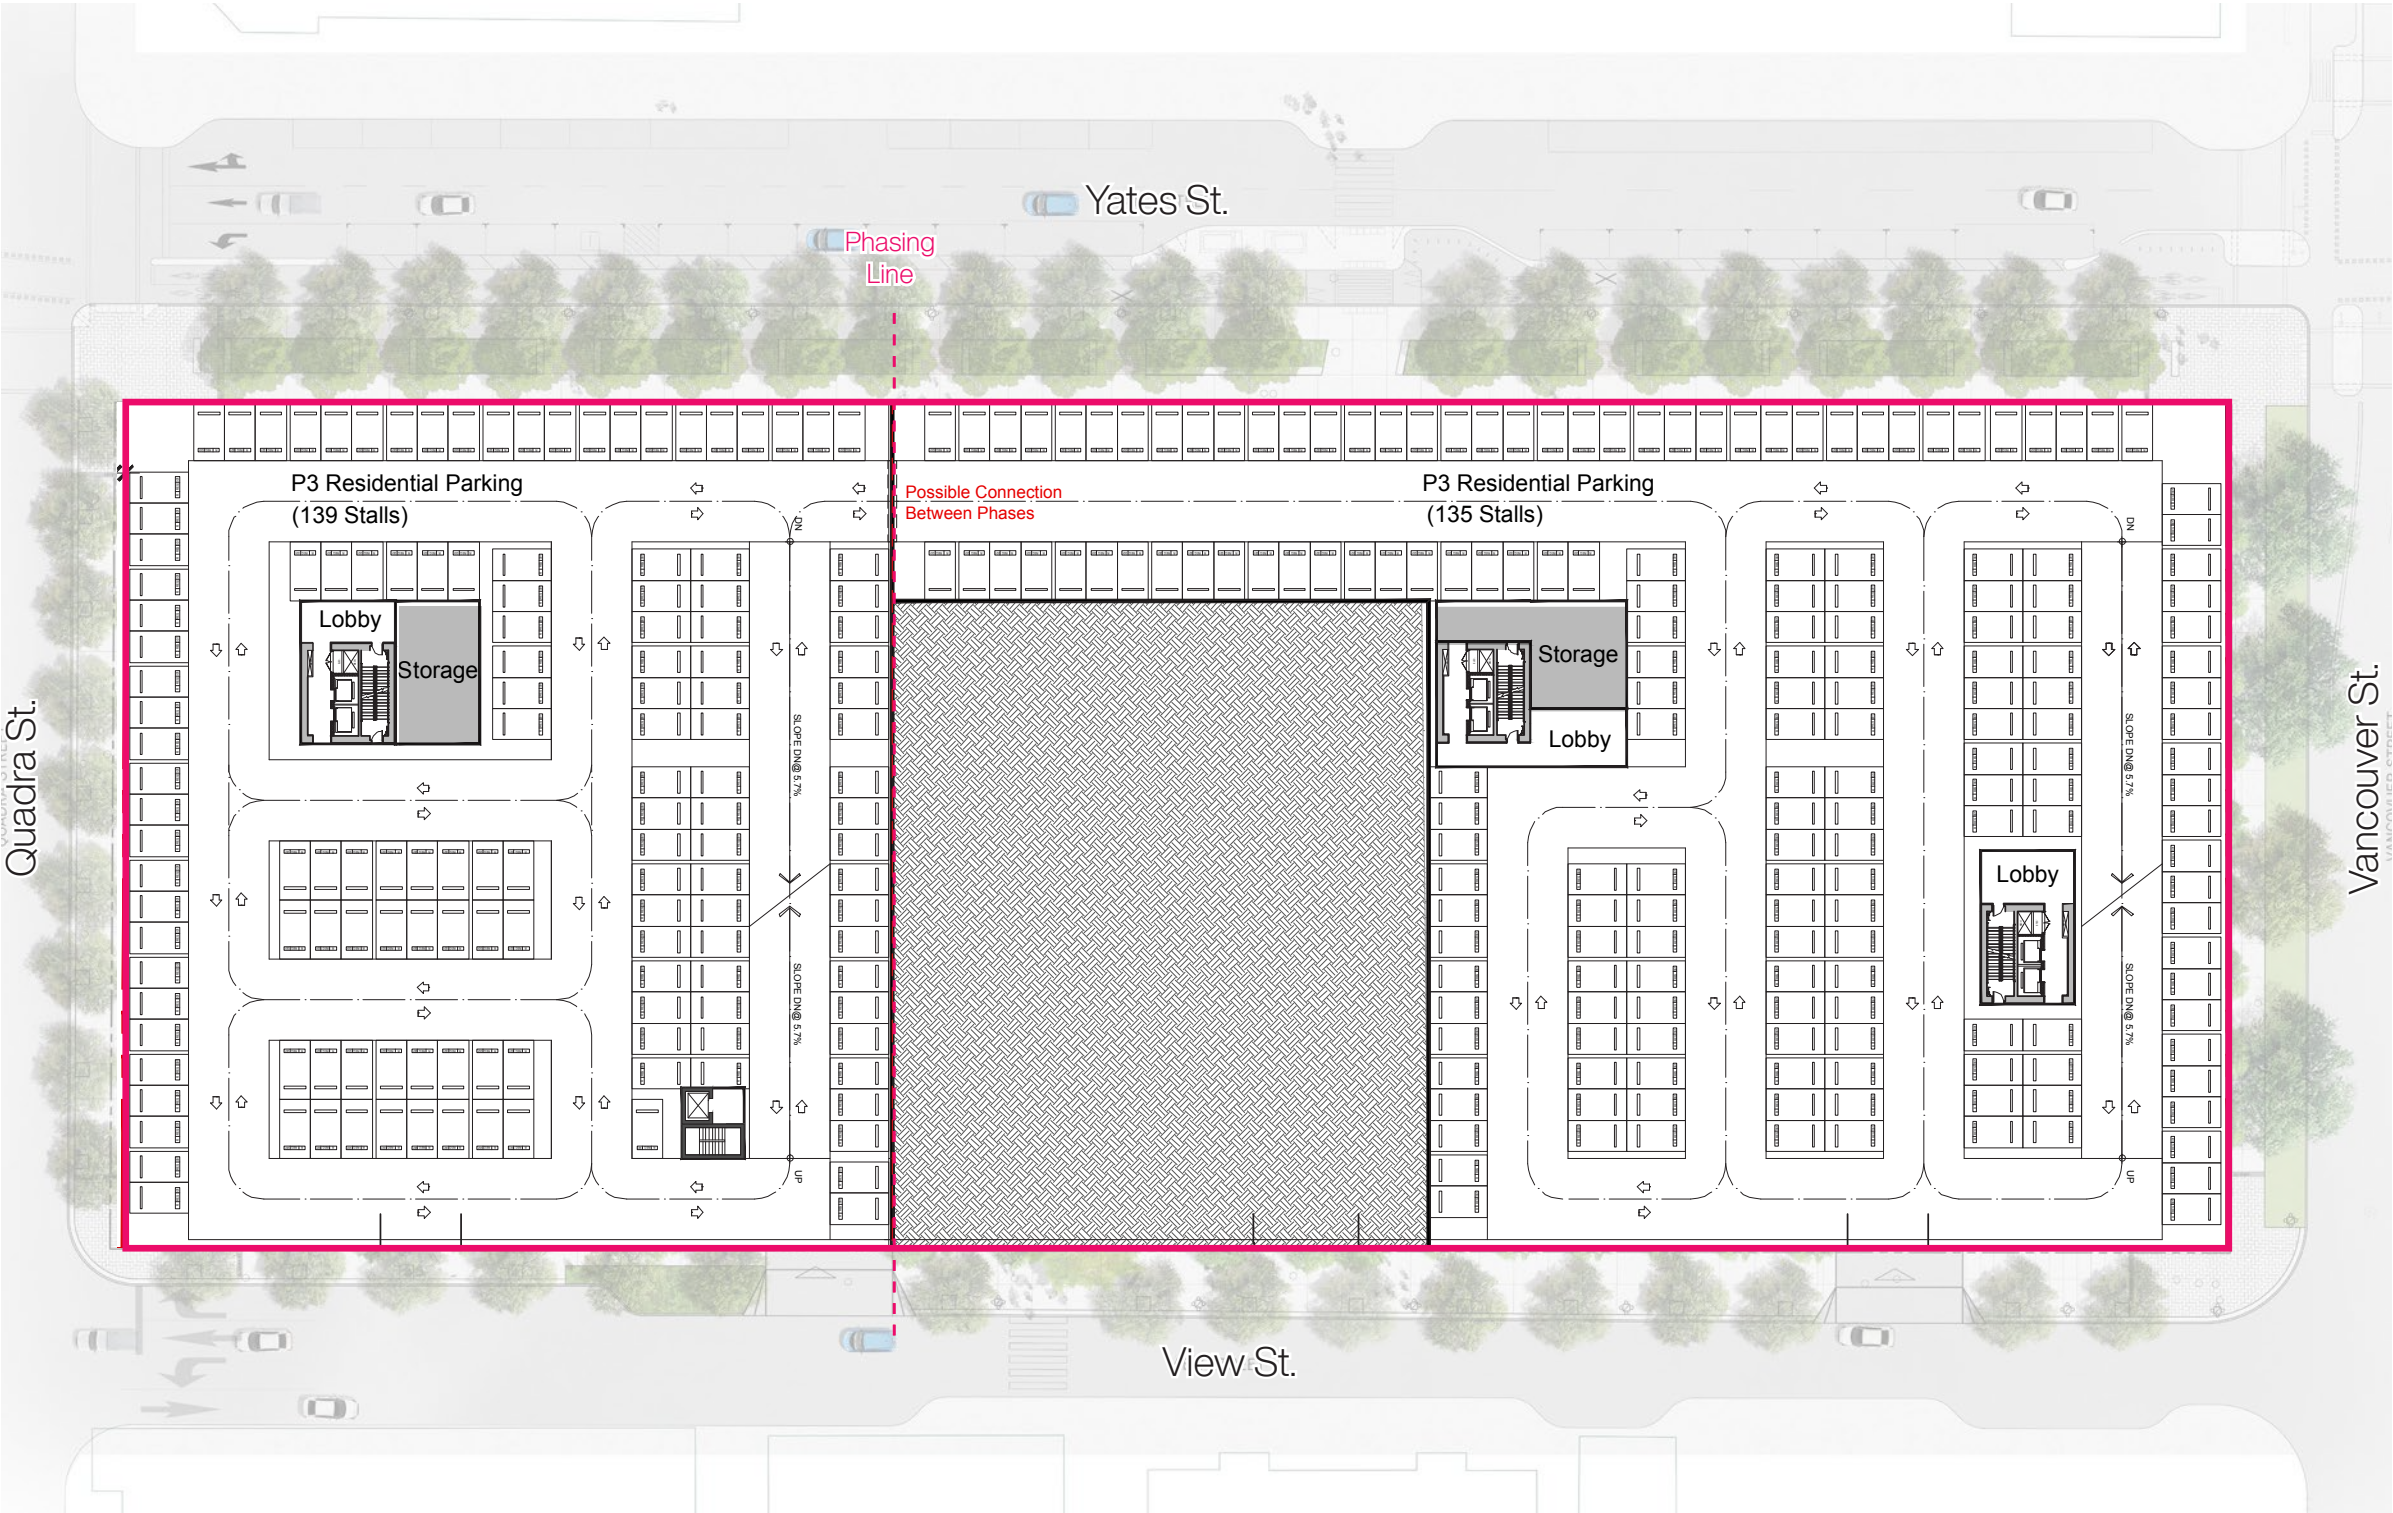 Yates St.
Phasing
Line
P3 Residential Parking
(139 Stalls)
Possible Connection
Between Phases
P3 Residential Parking
(135 Stalls)
DN
DN
Lobby
Storage
Storage
Lobby
SLOPE DN@ 5.7%
SLOPE DN@ 5.7%
Quadra St.
Vancouver St.
Lobby
SLOPE DN@ 5.7%
SLOPE DN@ 5.7%
UP
UP
View St.